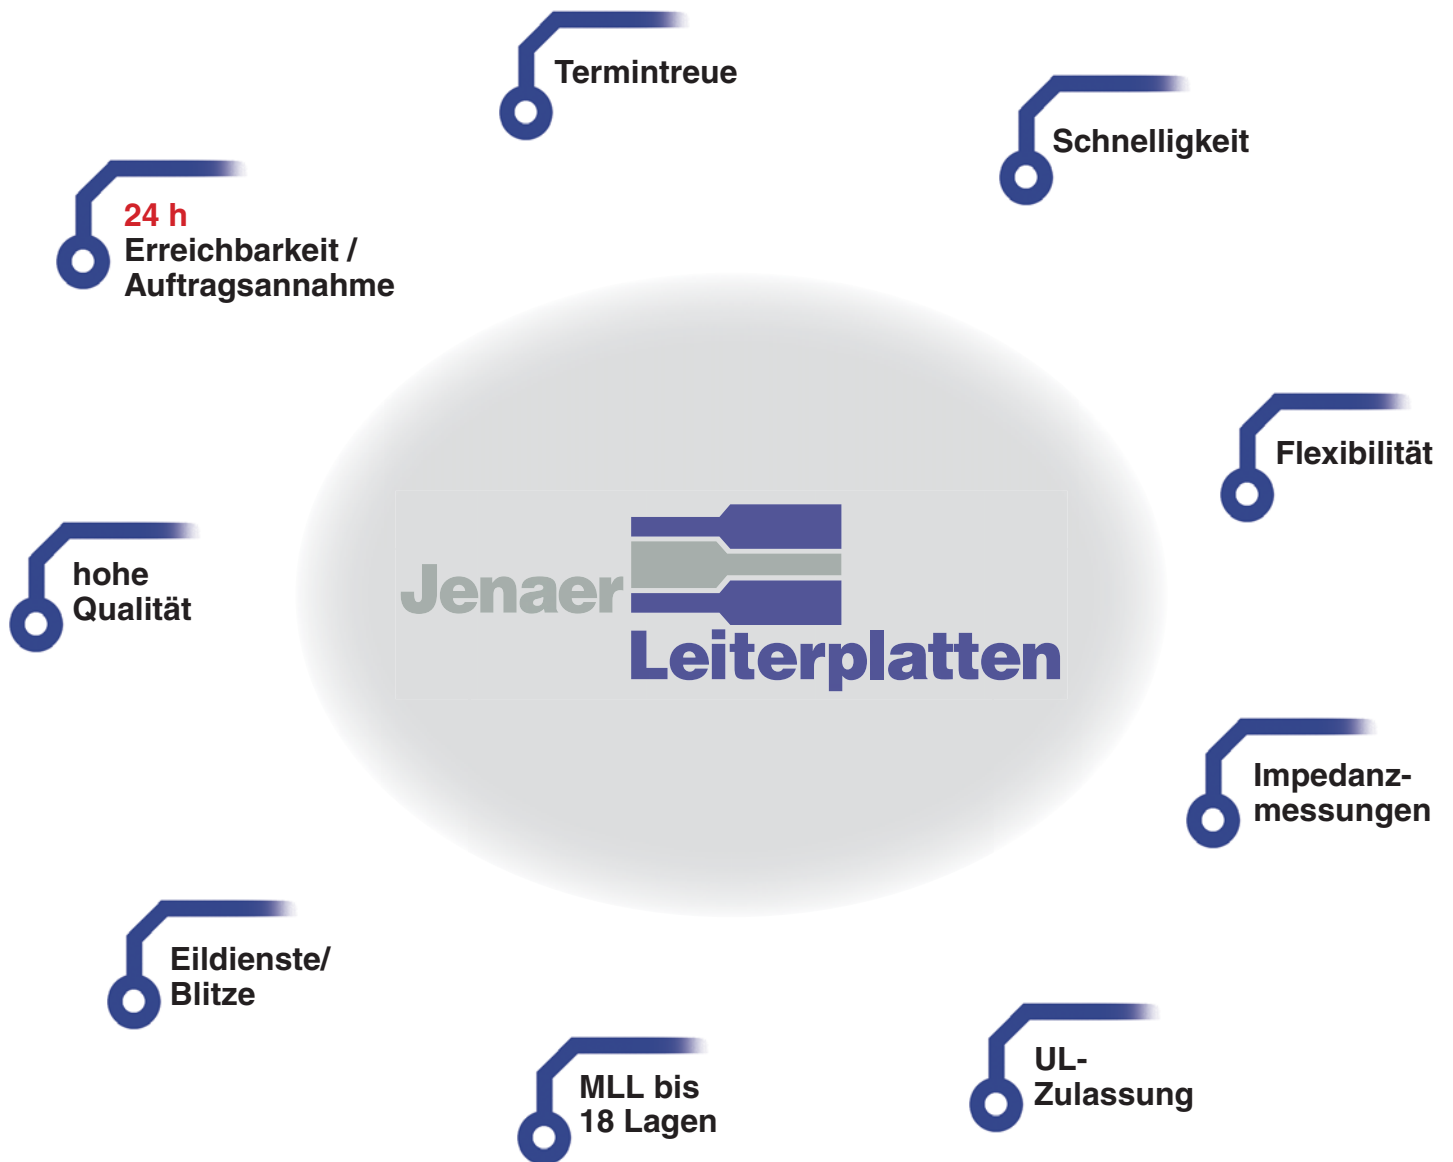 Termintreue
Schnelligkeit
24 h
Erreichbarkeit /
Auftragsannahme
Flexibilität
Jenaer
Leiterplatten
hohe
Qualität
Impedanz-
messungen
Eildienste/
Blitze
UL-
Zulassung
MLL bis
18 Lagen